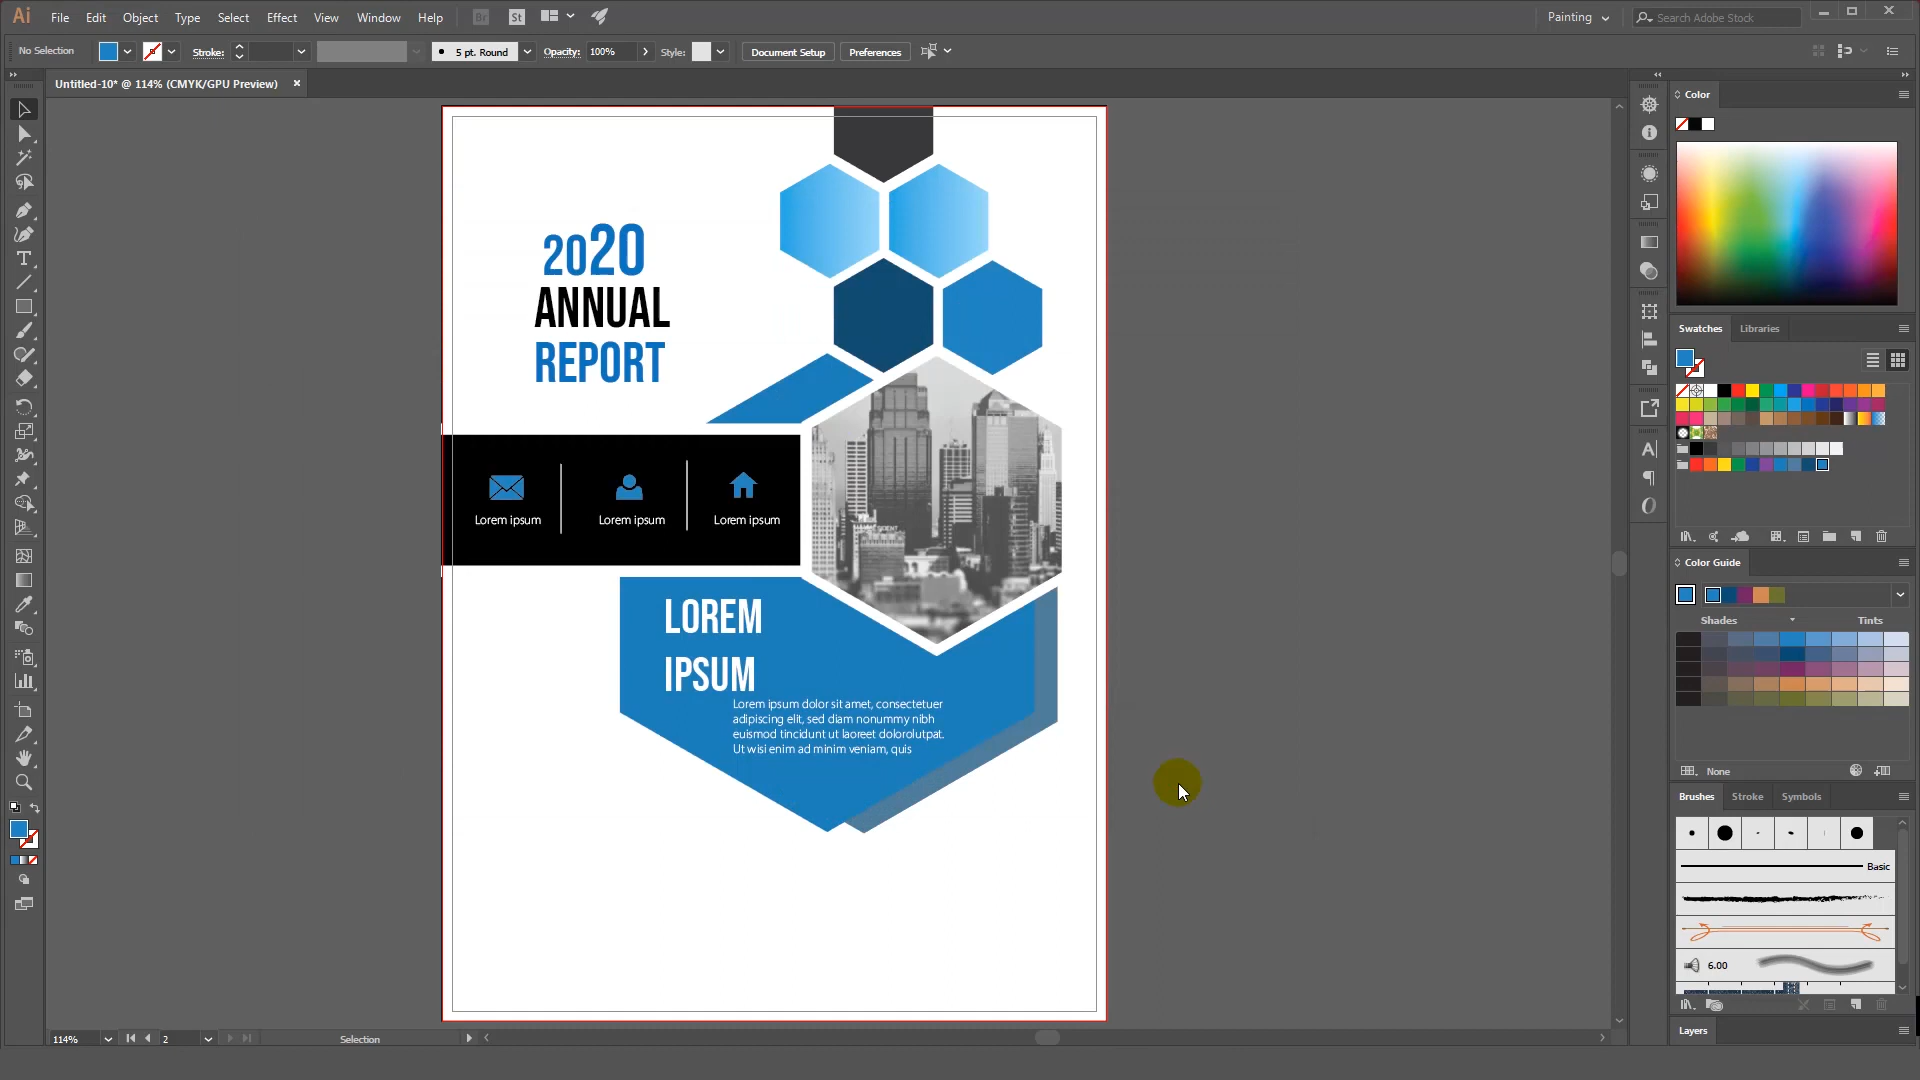 Ai File Edit Object Type Select Effect View Window Help Br St Painting Search Adobe Stock
No Selection Stroke: 5 pt. Round Opacity: 100% Style: Document Setup Preferences
Untitled-10* @ 114% (CMYK/GPU Preview)
2020
ANNUAL
REPORT
Lorem ipsum Lorem ipsum Lorem ipsum
LOREM
IPSUM
Lorem ipsum dolor sit amet, consectetuer
adipiscing elit, sed diam nonummy nibh
euismod tincidunt ut laoreet dolorolutpat.
Ut wisi enim ad minim veniam, quis
Color
Swatches Libraries
Color Guide
Shades Tints
None
Brushes Stroke Symbols
Basic
6.00
Layers
114% 2 Selection